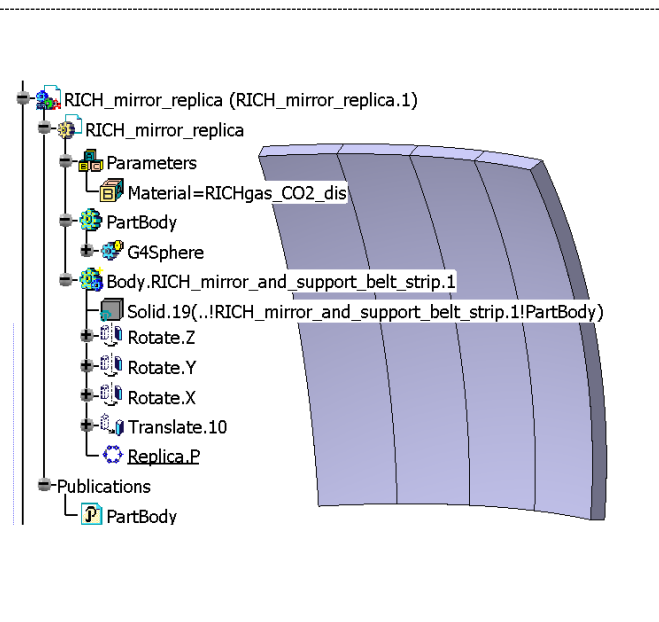 RICH_mirror_replica (RICH_mirror_replica.1)
RICH_mirror_replica
Parameters
Material=RICHgas_CO2_dis
PartBody
G4Sphere
Body.RICH_mirror_and_support_belt_strip.1
Solid.19(..!RICH_mirror_and_support_belt_strip.1!PartBody)
Rotate.Z
Rotate.Y
Rotate.X
Translate.10
Replica.P
Publications
PartBody